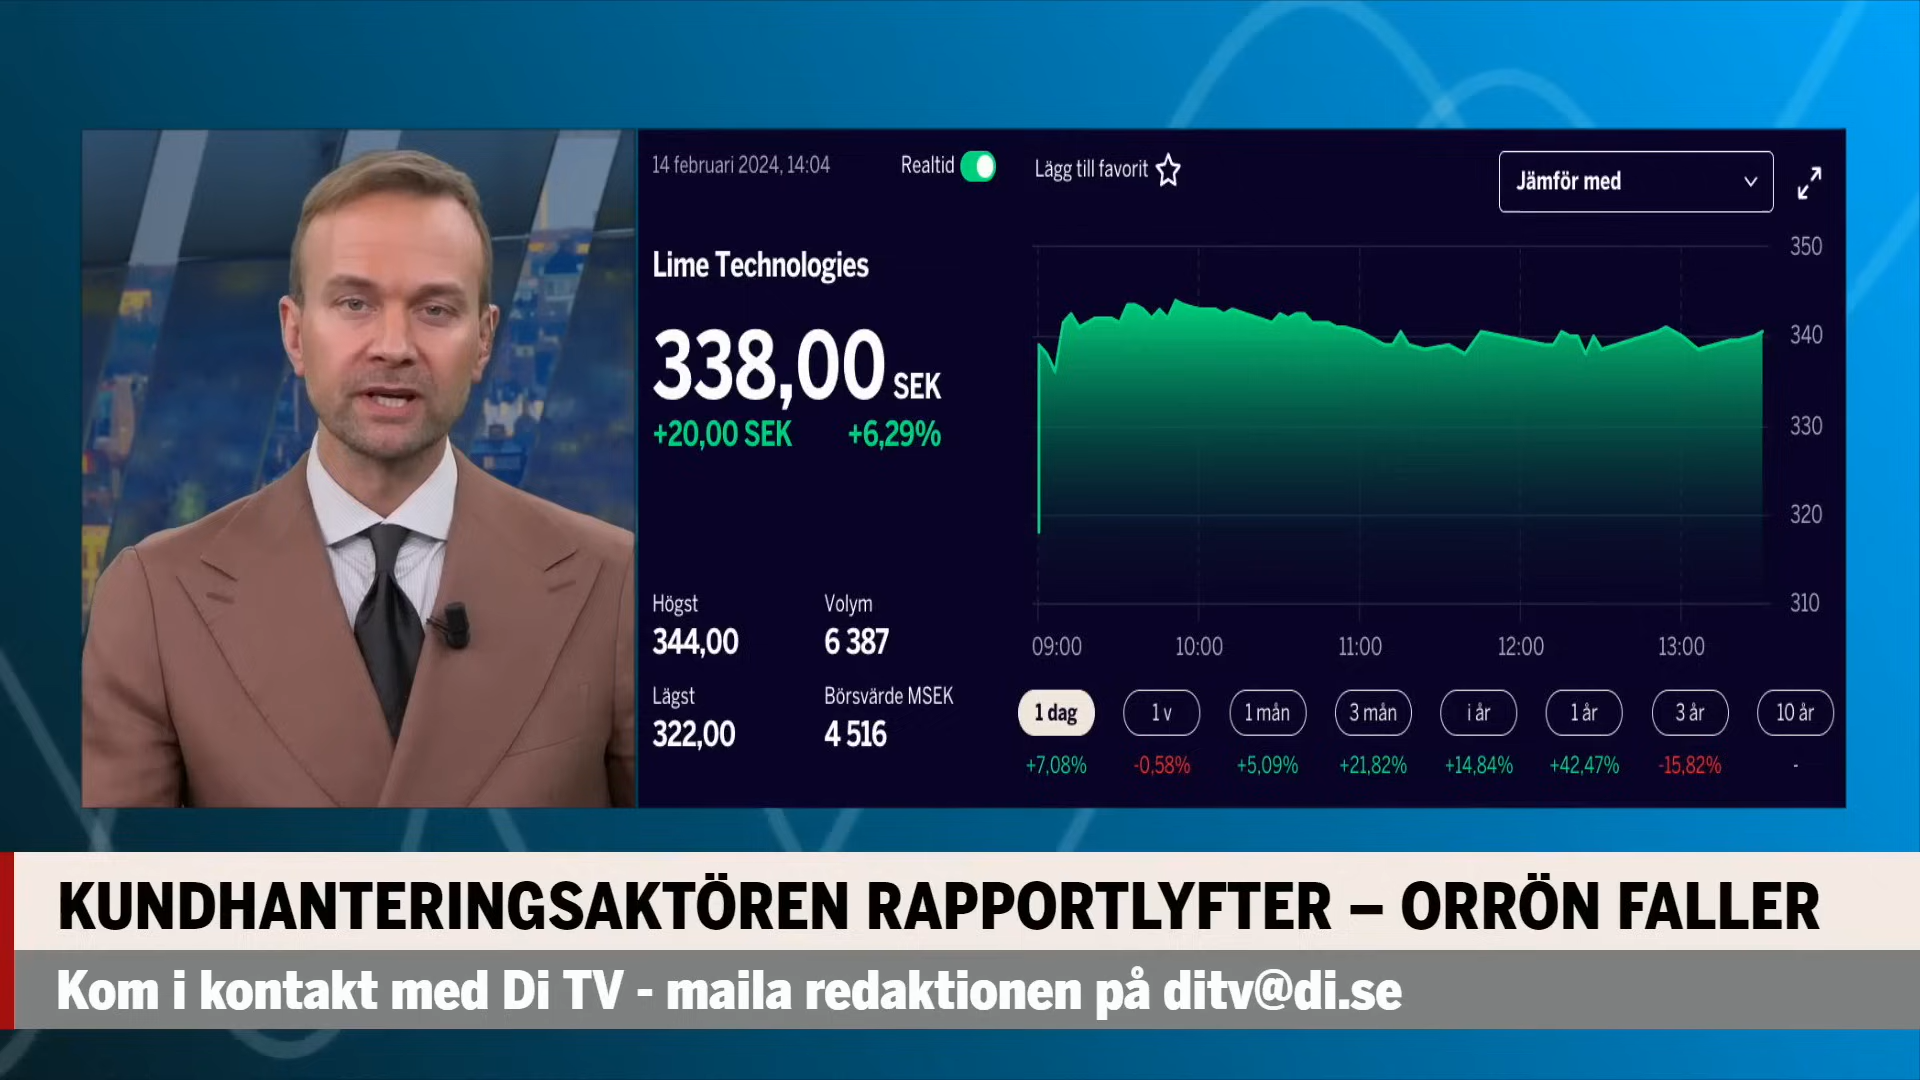 14 februari 2024, 14:04
Realtid
Lägg till favorit
Jämför med
Lime Technologies
338,00 SEK
+20,00 SEK +6,29%
Högst Volym
344,00 6 387
Lägst Börsvärde MSEK
322,00 4 516
350
340
330
320
310
09:00 10:00 11:00 12:00 13:00
1 dag 1 v 1 mån 3 mån i år 1 år 3 år 10 år
+7,08% -0,58% +5,09% +21,82% +14,84% +42,47% -15,82% -
KUNDHANTERINGSAKTÖREN RAPPORTLYFTER – ORRÖN FALLER
Kom i kontakt med Di TV - maila redaktionen på ditv@di.se